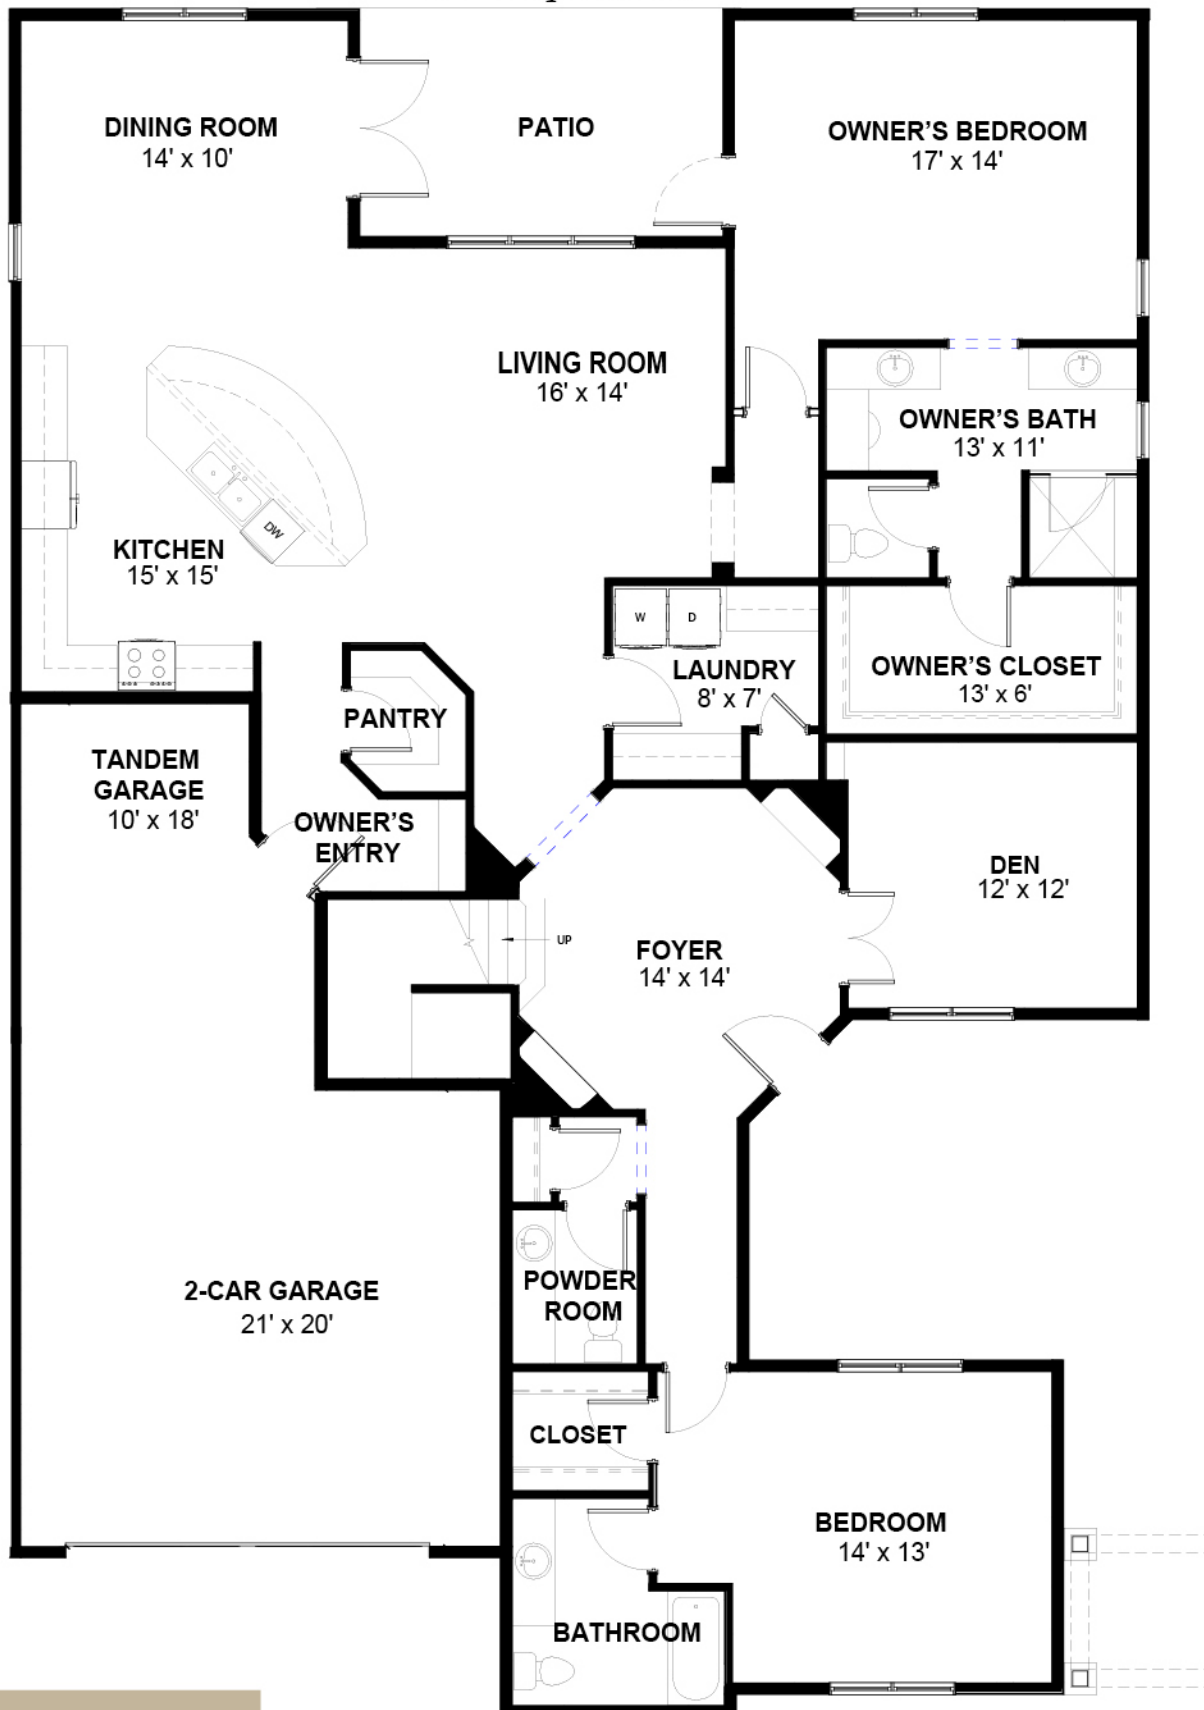 DINING ROOM
14' x 10'
PATIO
OWNER'S BEDROOM
17' x 14'
LIVING ROOM
16' x 14'
OWNER'S BATH
13' x 11'
DW
KITCHEN
15' x 15'
W
D
LAUNDRY
8' x 7'
OWNER'S CLOSET
13' x 6'
PANTRY
TANDEM
GARAGE
10' x 18'
OWNER'S
ENTRY
DEN
12' x 12'
UP
FOYER
14' x 14'
2-CAR GARAGE
21' x 20'
POWDER
ROOM
CLOSET
BEDROOM
14' x 13'
BATHROOM